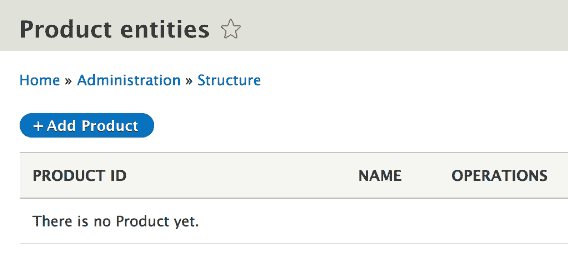 Product entities
Home » Administration » Structure
+ Add Product
PRODUCT ID NAME OPERATIONS
There is no Product yet.